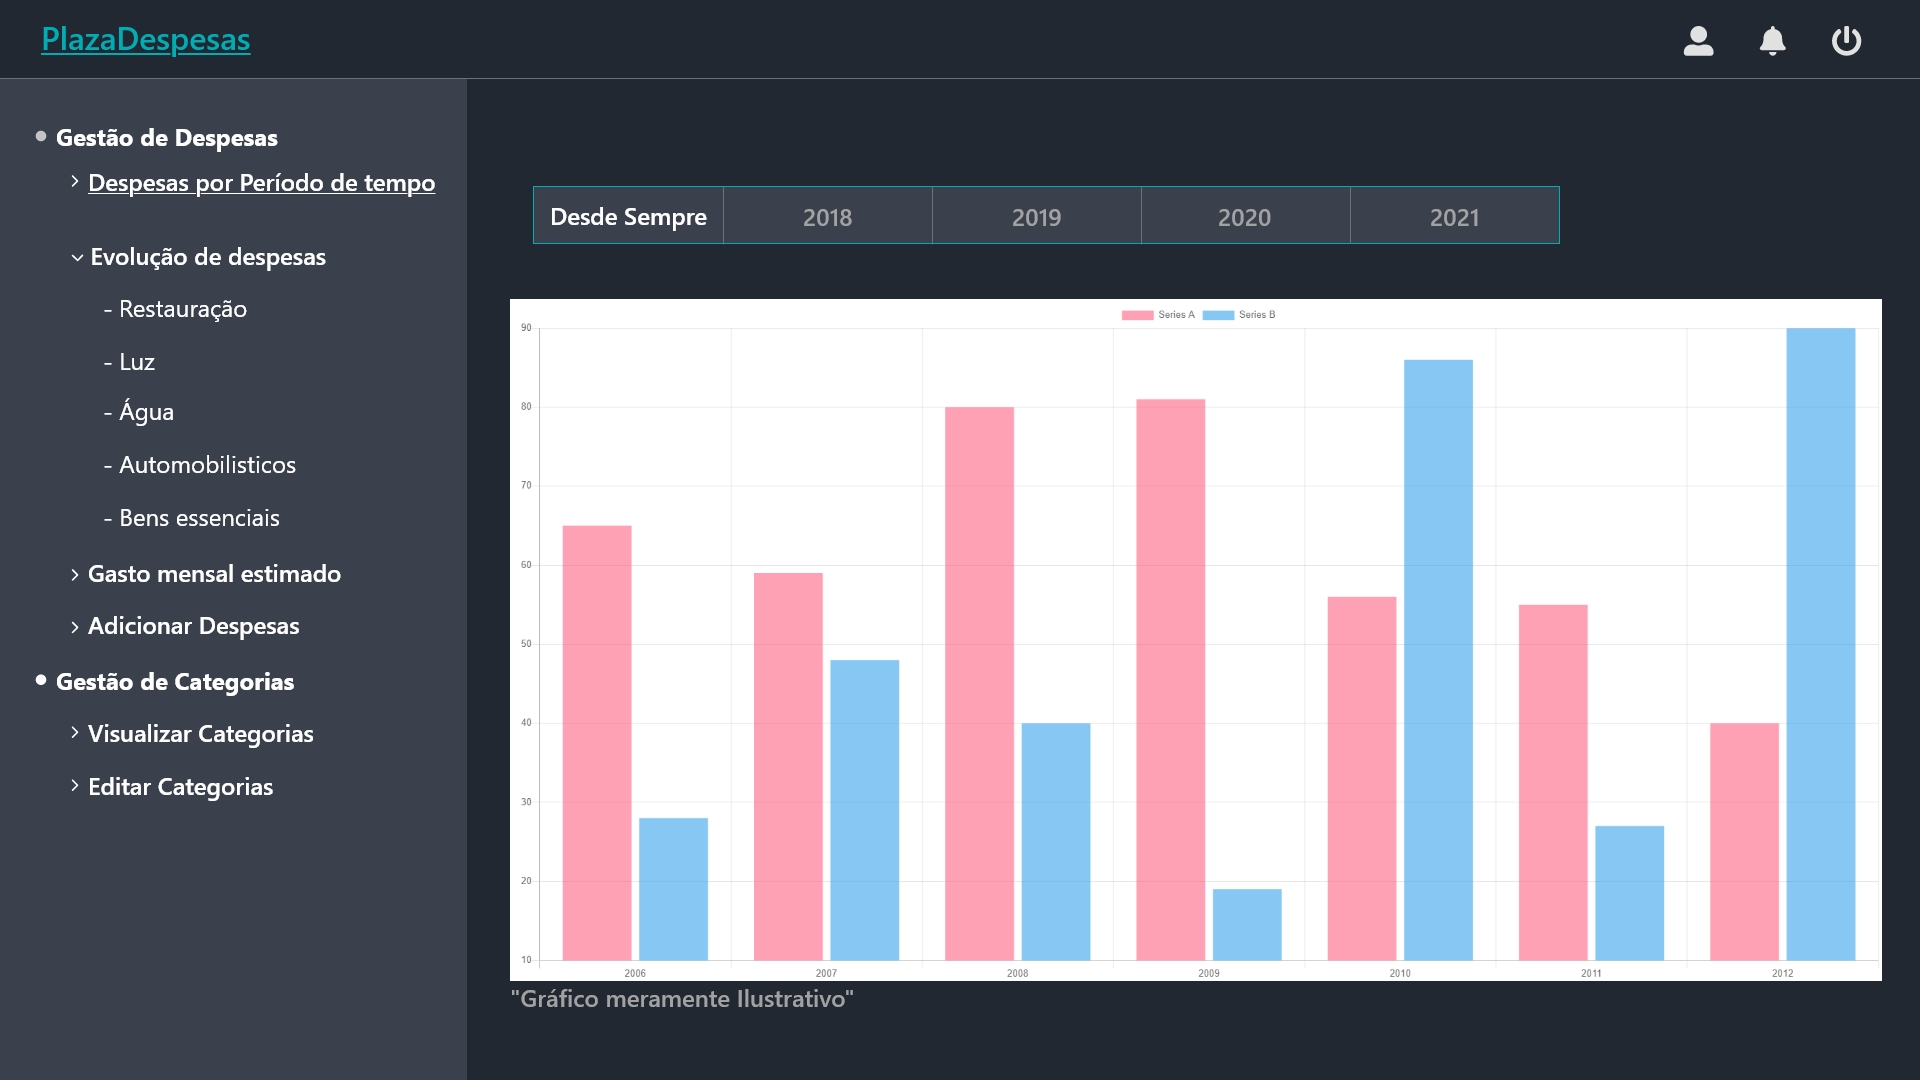 PlazaDespesas
Gestão de Despesas
Despesas por Período de tempo
Evolução de despesas
- Restauração
- Luz
- Água
- Automobilisticos
- Bens essenciais
Gasto mensal estimado
Adicionar Despesas
Gestão de Categorias
Visualizar Categorias
Editar Categorias
Desde Sempre 2018 2019 2020 2021
Series A Series B
90
80
70
60
50
40
30
20
10
2006 2007 2008 2009 2010 2011 2012
"Gráfico meramente Ilustrativo"